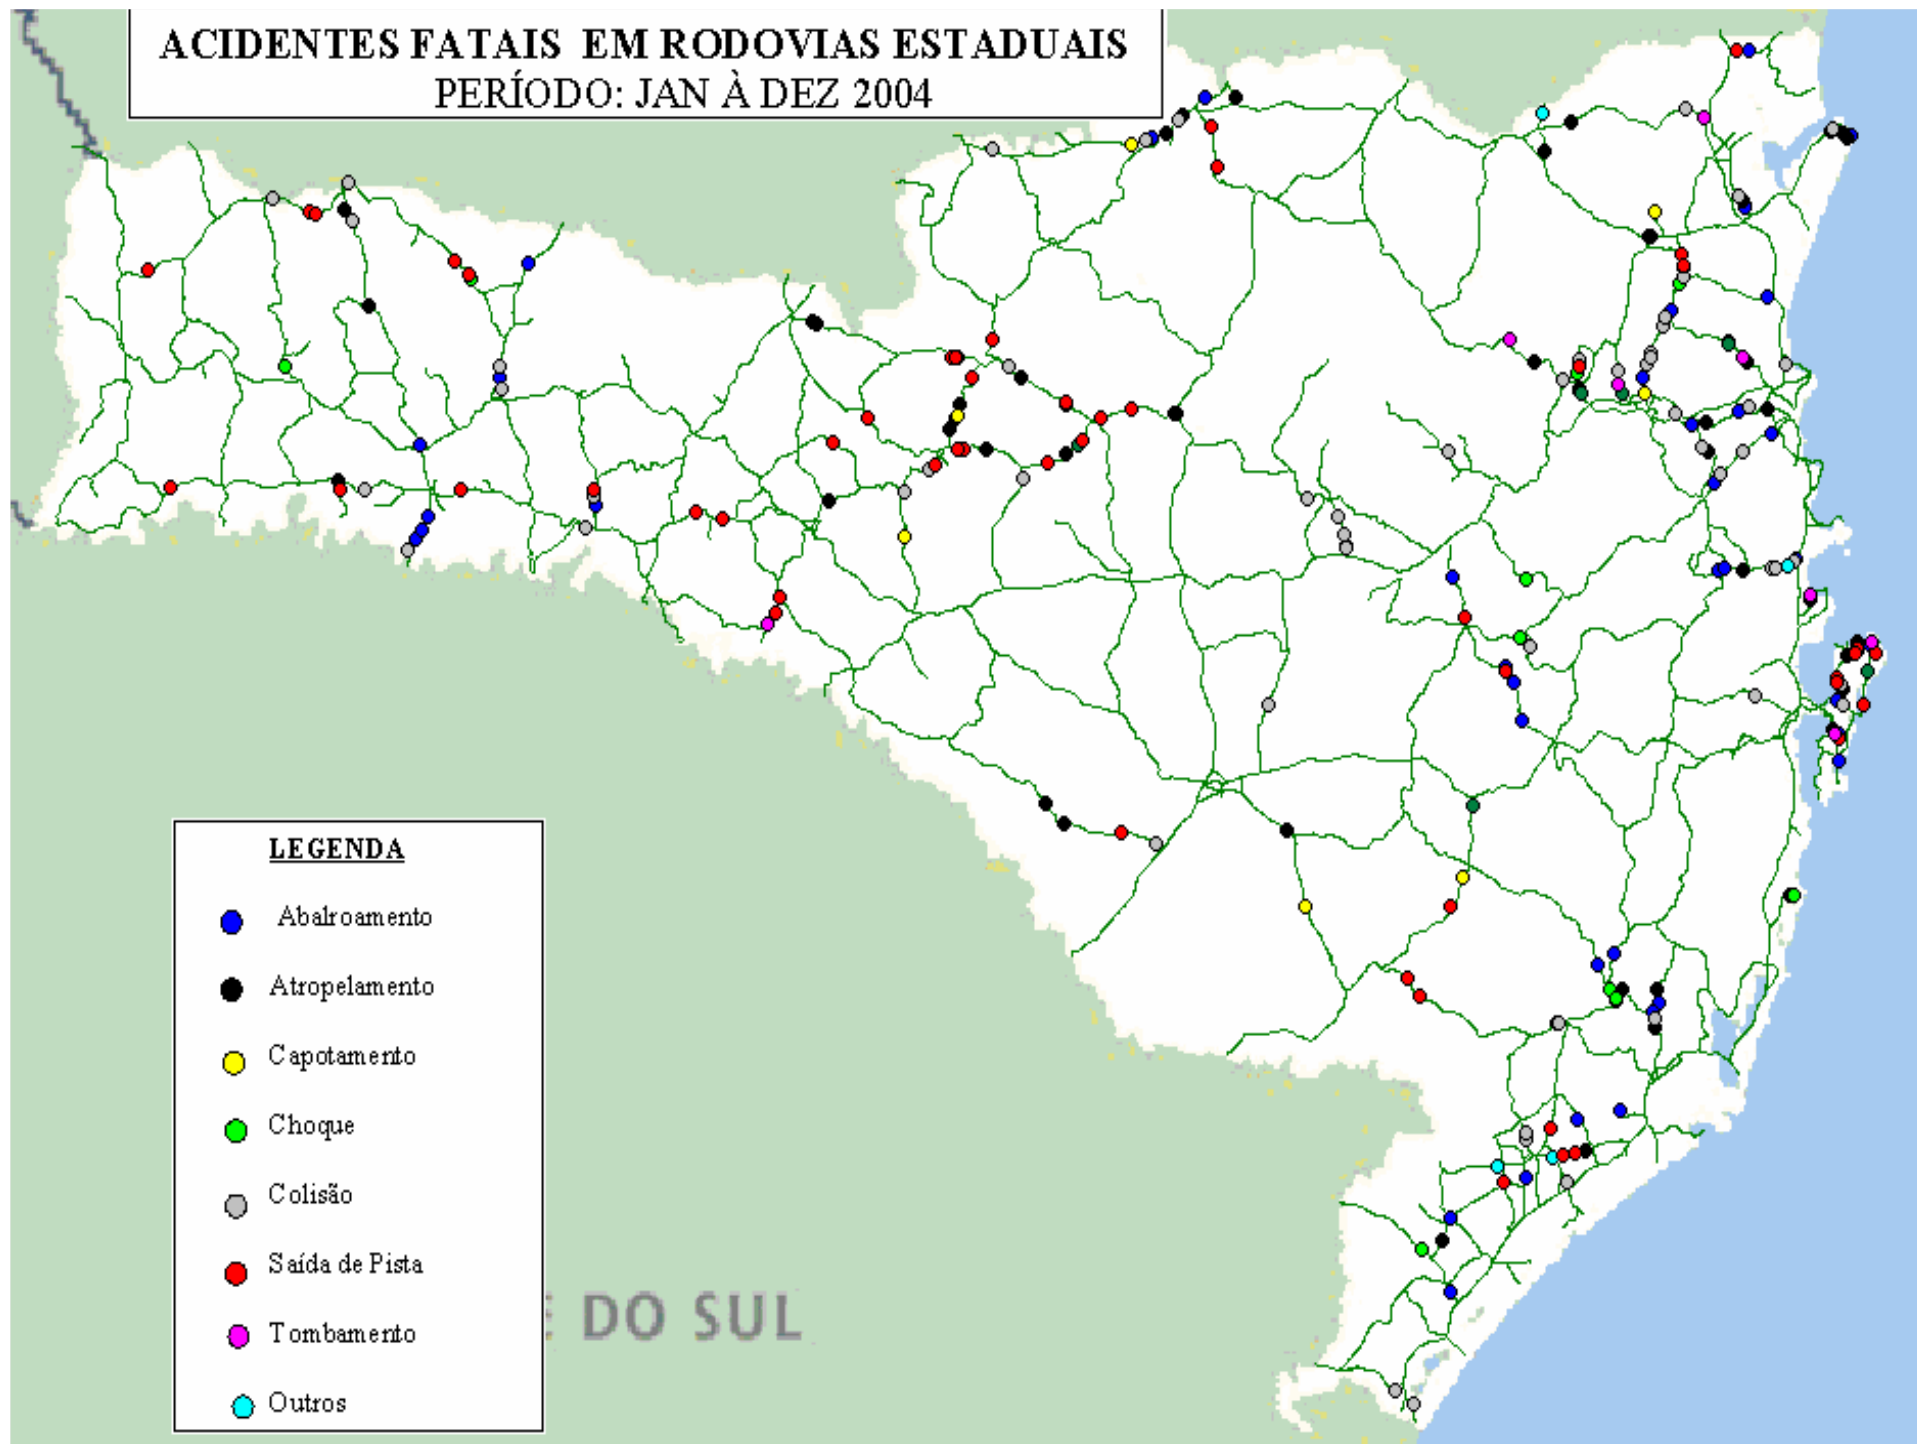 ACIDENTES FATAIS EM RODOVIAS ESTADUAIS
PERÍODO: JAN À DEZ 2004
LEGENDA
Abalroamento
Atropelamento
Capotamento
Choque
Colisão
Saída de Pista
Tombamento
Outros
DO SUL